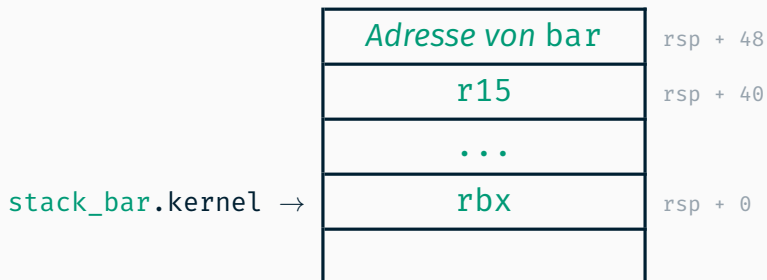 Adresse von bar rsp + 48
r15 rsp + 40
...
stack_bar.kernel → rbx rsp + 0